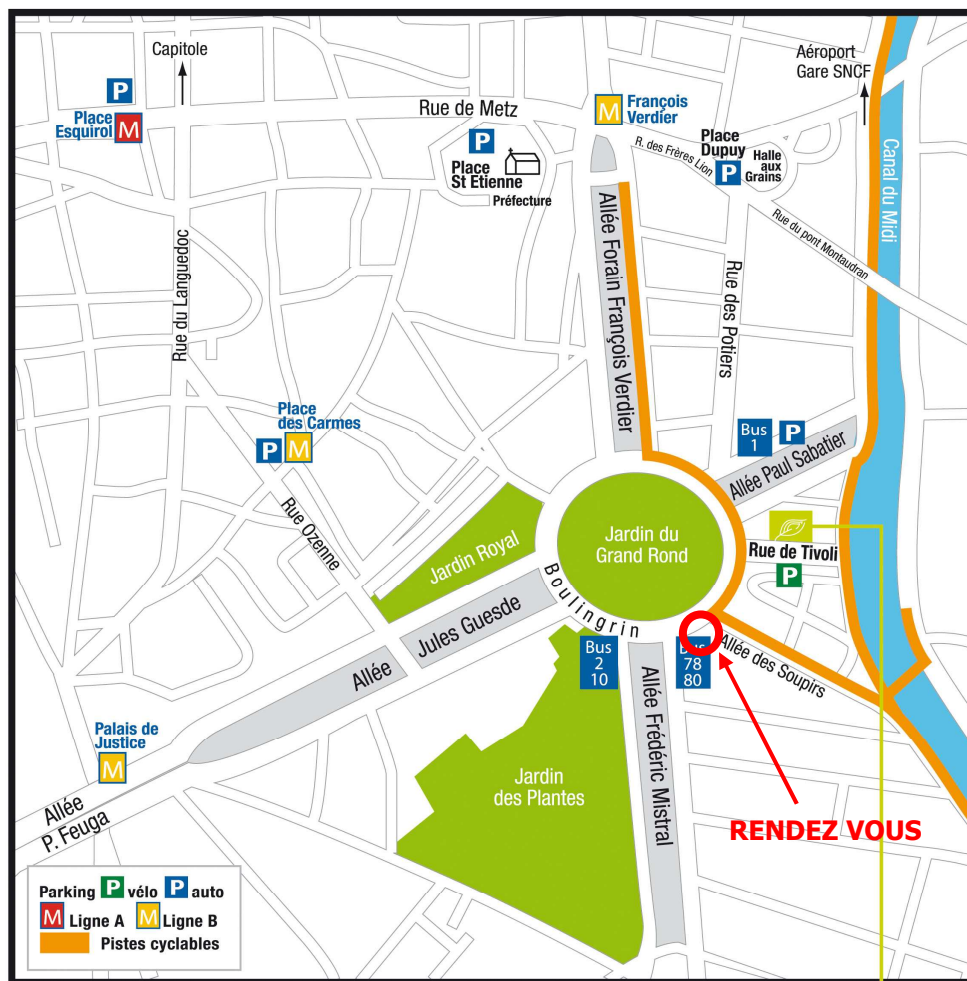 Capitole
P
Place
Esquirol
M
Rue de Metz
P
Place
St Etienne
Préfecture
M
François
Verdier
R. des Frères Lion
Place
Dupuy
P
Halle
aux
Grains
Aéroport
Gare SNCF
Canal du Midi
Rue du pont Montaudran
Rue du Languedoc
Allée Forain François Verdier
Rue des Potiers
Place
des Carmes
P
M
Rue Ozenne
Bus
1
P
Allée Paul Sabatier
Jardin Royal
Jardin du
Grand Rond
Rue de Tivoli
P
Boulingrin
Allée Jules Guesde
Bus
2
10
Bus
78
80
Allée des Soupirs
Allée Frédéric Mistral
Palais de
Justice
M
Jardin
des Plantes
Allée
P. Feuga
RENDEZ VOUS
Parking P vélo P auto
M Ligne A M Ligne B
Pistes cyclables